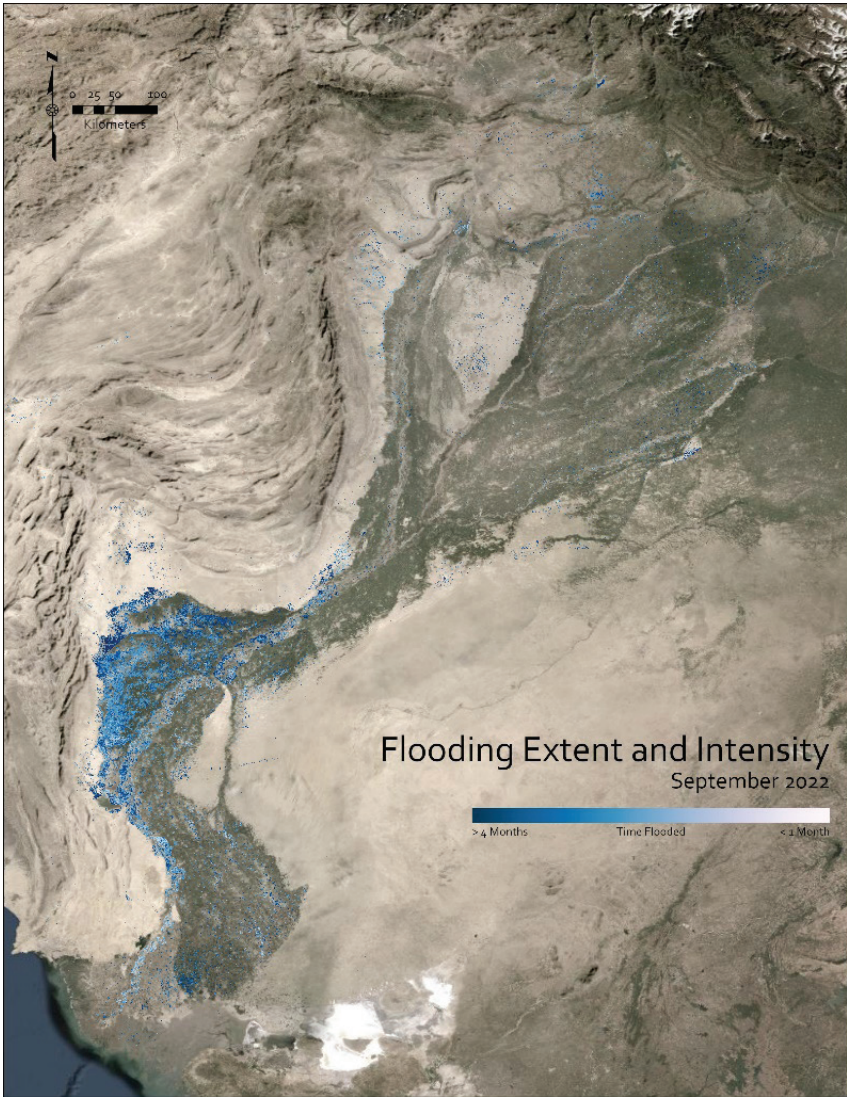 N
0 25 50 100
Kilometers
Flooding Extent and Intensity
September 2022
> 4 Months Time Flooded < 1 Month